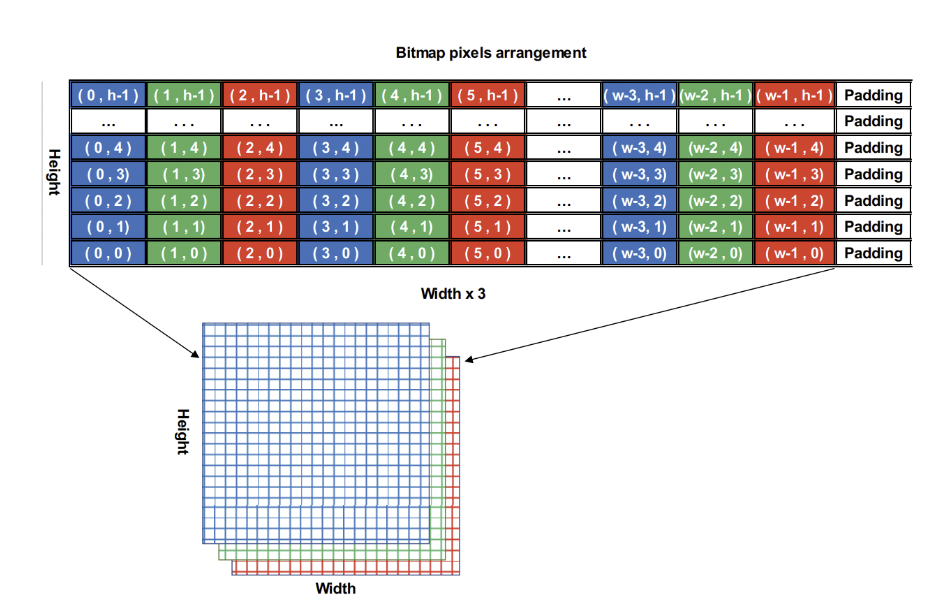 Bitmap pixels arrangement
( 0 , h-1) ( 1 , h-1) ( 2 , h-1) ( 3 , h-1) ( 4 , h-1) ( 5 , h-1) ... ( w-3, h-1) (w-2 , h-1) ( w-1 , h-1) Padding
... . . . . . . ... . . . . . . ... ... . . . . . . Padding
( 0 , 4 ) ( 1 , 4 ) ( 2 , 4 ) ( 3 , 4 ) ( 4 , 4 ) ( 5 , 4 ) ... ( w-3, 4) (w-2 , 4) ( w-1 , 4) Padding
( 0 , 3 ) ( 1 , 3 ) ( 2 , 3 ) ( 3 , 3 ) ( 4 , 3 ) ( 5 , 3 ) ... ( w-3, 3) (w-2 , 3) ( w-1 , 3) Padding
( 0 , 2 ) ( 1 , 2 ) ( 2 , 2 ) ( 3 , 2 ) ( 4 , 2 ) ( 5 , 2 ) ... ( w-3, 2) (w-2 , 2) ( w-1 , 2) Padding
( 0 , 1 ) ( 1 , 1 ) ( 2 , 1 ) ( 3 , 1 ) ( 4 , 1 ) ( 5 , 1 ) ... ( w-3, 1) (w-2 , 1) ( w-1 , 1) Padding
( 0 , 0 ) ( 1 , 0 ) ( 2 , 0 ) ( 3 , 0 ) ( 4 , 0 ) ( 5 , 0 ) ... ( w-3, 0) (w-2 , 0) ( w-1 , 0) Padding
Height
Width x 3
Height
Width